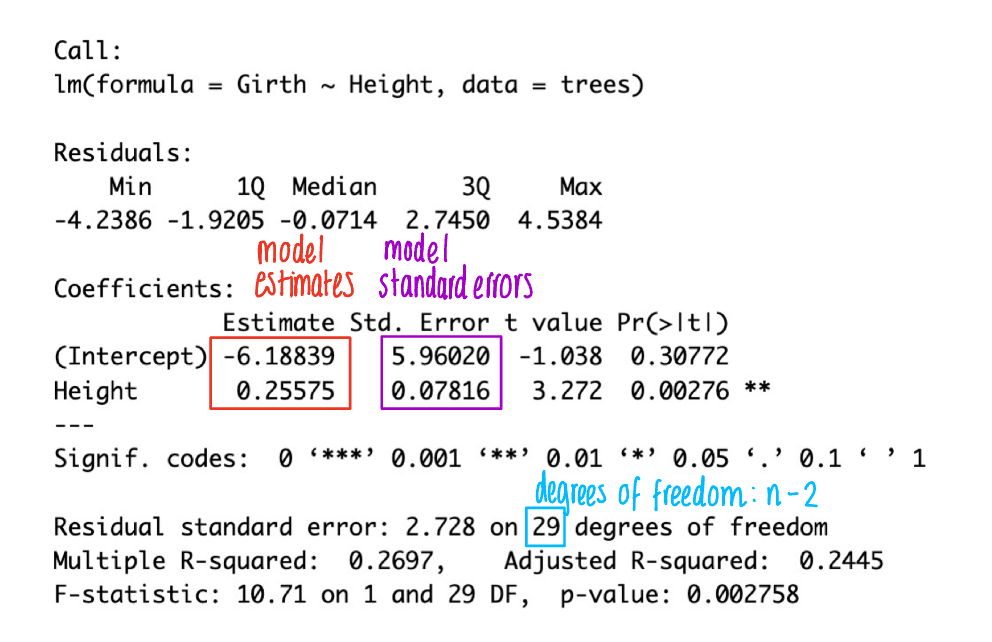 Call:
lm(formula = Girth ~ Height, data = trees)
Residuals:
Min 1Q Median 3Q Max
-4.2386 -1.9205 -0.0714 2.7450 4.5384
model estimates
model standard errors
Coefficients:
Estimate Std. Error t value Pr(>|t|)
(Intercept) -6.18839 5.96020 -1.038 0.30772
Height 0.25575 0.07816 3.272 0.00276 **
---
Signif. codes: 0 ‘***’ 0.001 ‘**’ 0.01 ‘*’ 0.05 ‘.’ 0.1 ‘ ’ 1
degrees of freedom: n-2
Residual standard error: 2.728 on 29 degrees of freedom
Multiple R-squared: 0.2697, Adjusted R-squared: 0.2445
F-statistic: 10.71 on 1 and 29 DF, p-value: 0.002758